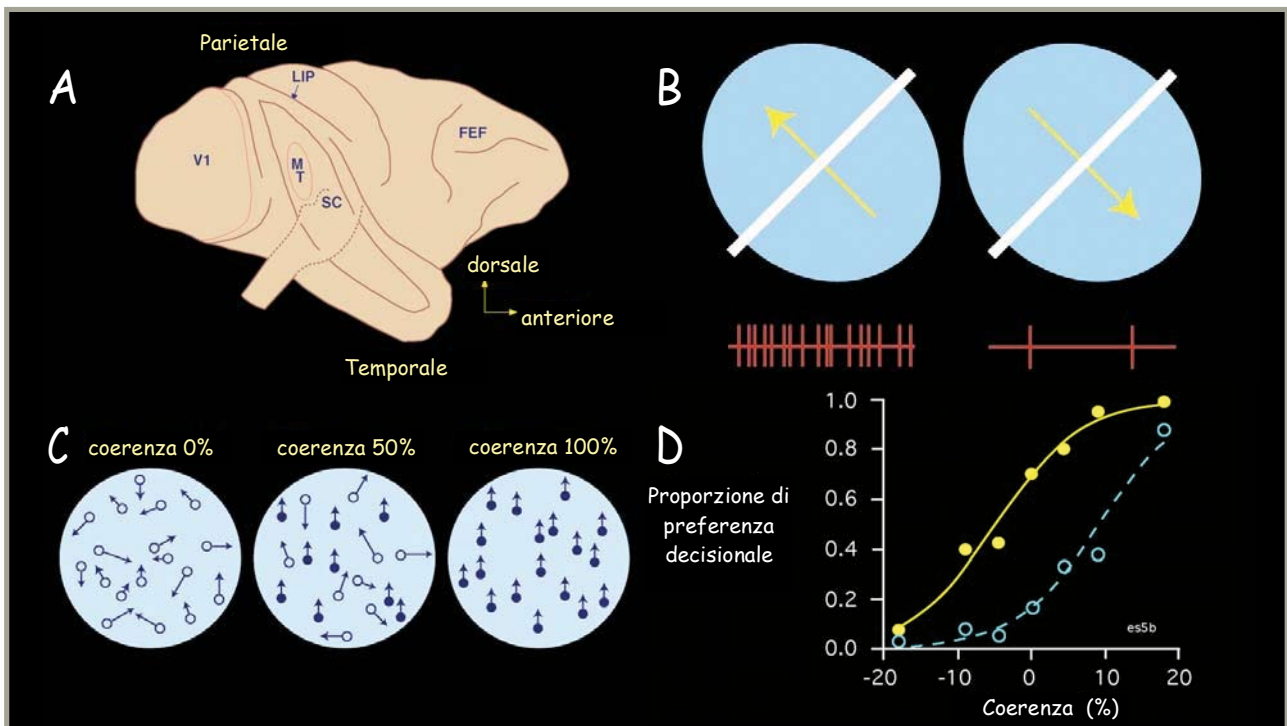 A
Parietale
LIP
V1
M
T
SC
FEF
dorsale
anteriore
Temporale
B
C
coerenza 0%
coerenza 50%
coerenza 100%
D
Proporzione di
preferenza
decisionale
1.0
0.8
0.6
0.4
0.2
0.0
es5b
-20
-10
0
10
20
Coerenza (%)